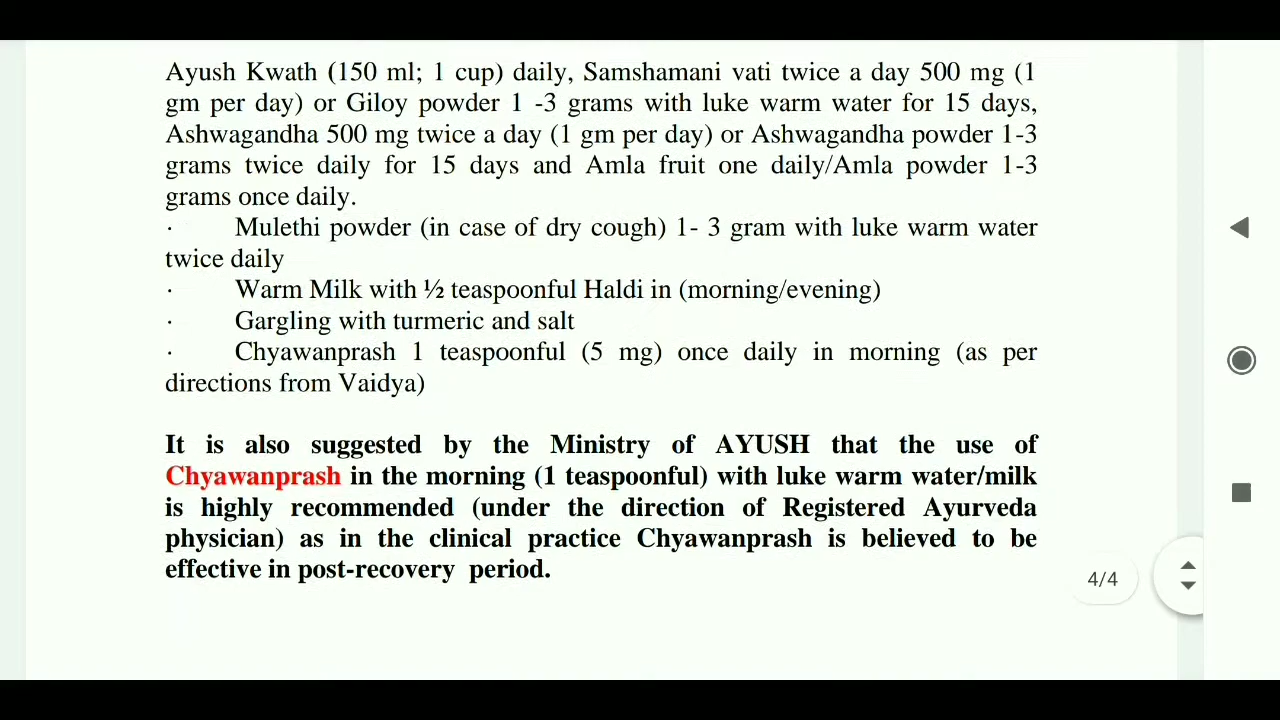 Ayush Kwath (150 ml; 1 cup) daily, Samshamani vati twice a day 500 mg (1
gm per day) or Giloy powder 1 -3 grams with luke warm water for 15 days,
Ashwagandha 500 mg twice a day (1 gm per day) or Ashwagandha powder 1-3
grams twice daily for 15 days and Amla fruit one daily/Amla powder 1-3
grams once daily.
· Mulethi powder (in case of dry cough) 1- 3 gram with luke warm water
twice daily
· Warm Milk with ½ teaspoonful Haldi in (morning/evening)
· Gargling with turmeric and salt
· Chyawanprash 1 teaspoonful (5 mg) once daily in morning (as per
directions from Vaidya)
It is also suggested by the Ministry of AYUSH that the use of
Chyawanprash in the morning (1 teaspoonful) with luke warm water/milk
is highly recommended (under the direction of Registered Ayurveda
physician) as in the clinical practice Chyawanprash is believed to be
effective in post-recovery period.
4/4